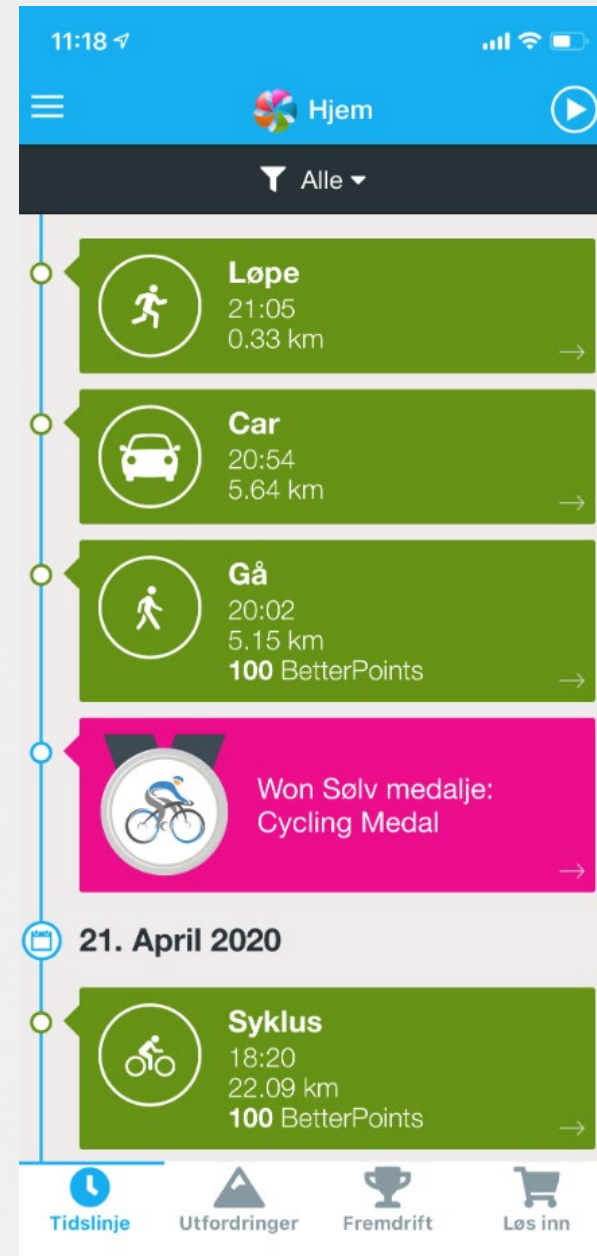 11:18
Hjem
Alle
Løpe
21:05
0.33 km
Car
20:54
5.64 km
Gå
20:02
5.15 km
100 BetterPoints
Won Sølv medalje:
Cycling Medal
21. April 2020
Syklus
18:20
22.09 km
100 BetterPoints
Tidslinje Utfordringer Fremdrift Løs inn